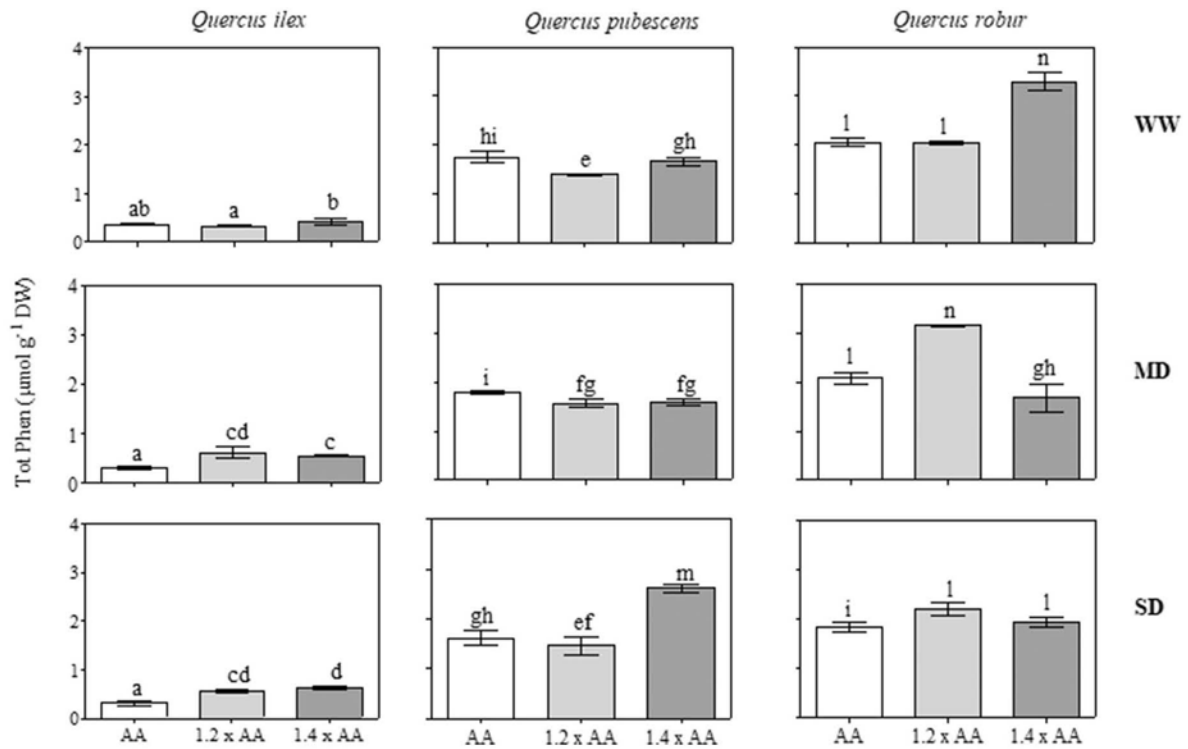 Quercus ilex Quercus pubescens Quercus robur
4 3 2 1 0
ab a b
hi e gh
l l n
WW
Tot Phen (µmol g⁻¹ DW)
4 3 2 1 0
a cd c
i fg fg
l n gh
MD
4 3 2 1 0
a cd d
gh ef m
i l l
SD
AA 1.2 x AA 1.4 x AA AA 1.2 x AA 1.4 x AA AA 1.2 x AA 1.4 x AA